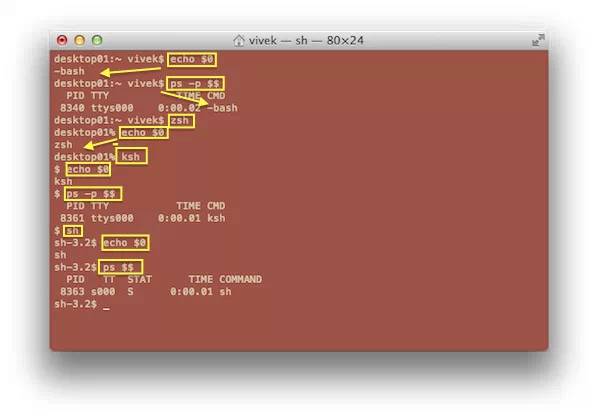 vivek — sh — 80×24
desktop01:~ vivek$ echo $0
-bash
desktop01:~ vivek$ ps -p $$
PID TTY TIME CMD
8340 ttys000 0:00.02 -bash
desktop01:~ vivek$ zsh
desktop01% echo $0
zsh
desktop01% ksh
$ echo $0
ksh
$ ps -p $$
PID TTY TIME CMD
8361 ttys000 0:00.01 ksh
$ sh
sh-3.2$ echo $0
sh
sh-3.2$ ps $$
PID TT STAT TIME COMMAND
8363 s000 S 0:00.01 sh
sh-3.2$ _